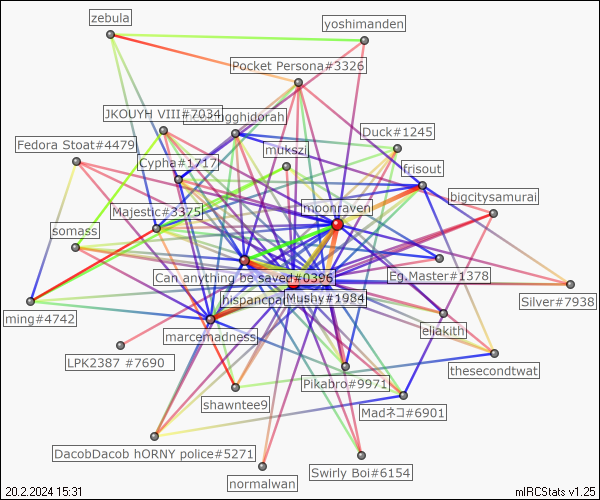 zebula
yoshimanden
Pocket Persona#3326
JKOUYH VIII#7034
gghidorah
Duck#1245
Fedora Stoat#4479
Cypha#1717
mukszi
frisout
bigcitysamurai
Majestic#3375
moonraven
somass
Can anything be saved#0396
Eg.Master#1378
hispancpa
Mushy#1984
Silver#7938
ming#4742
marcemadness
eliakith
LPK2387 #7690
Pikabro#9971
thesecondtwat
shawntee9
Madネコ#6901
DacobDacob hORNY police#5271
Swirly Boi#6154
normalwan
20.2.2024 15:31
mIRCStats v1.25